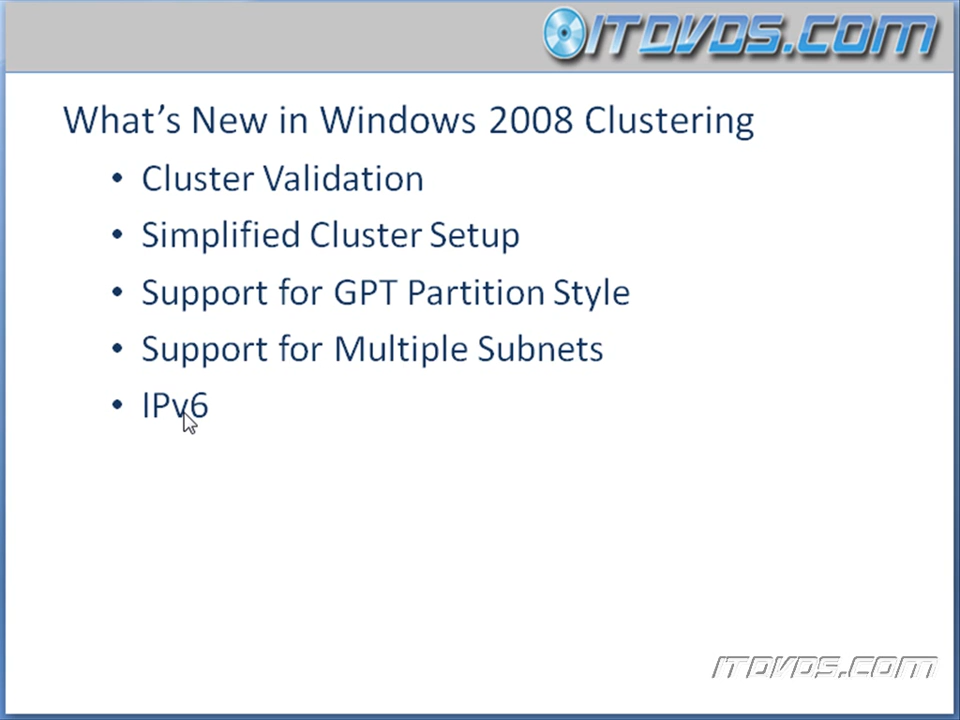 ITDVDS.COM
What's New in Windows 2008 Clustering
• Cluster Validation
• Simplified Cluster Setup
• Support for GPT Partition Style
• Support for Multiple Subnets
• IPv6
ITDVDS.COM